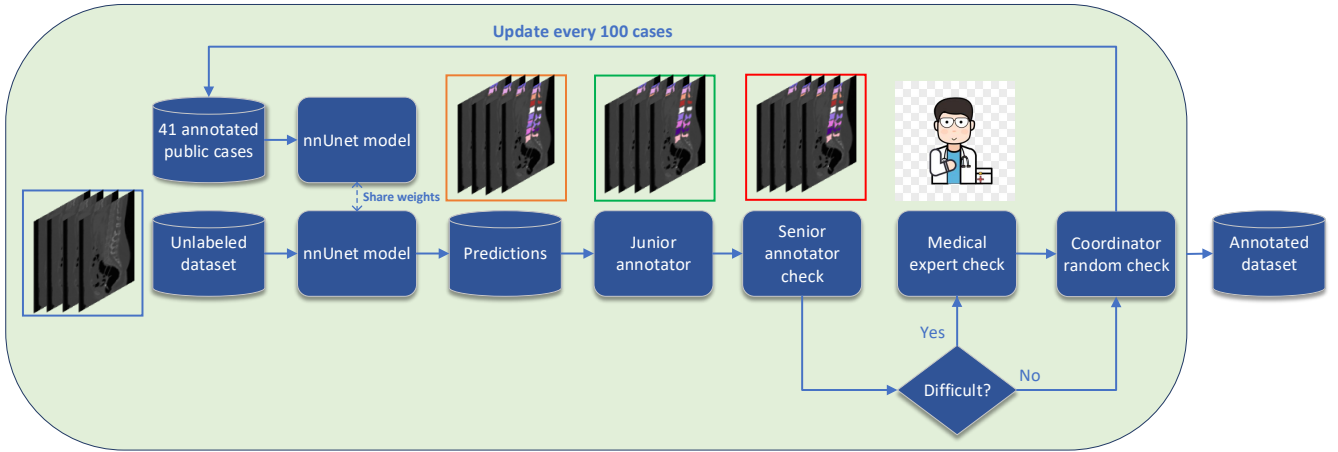 Update every 100 cases
41 annotated
public cases
nnUnet model
Share weights
Unlabeled
dataset
nnUnet model
Predictions
Junior
annotator
Senior
annotator
check
Medical
expert check
Coordinator
random check
Annotated
dataset
Yes
Difficult?
No